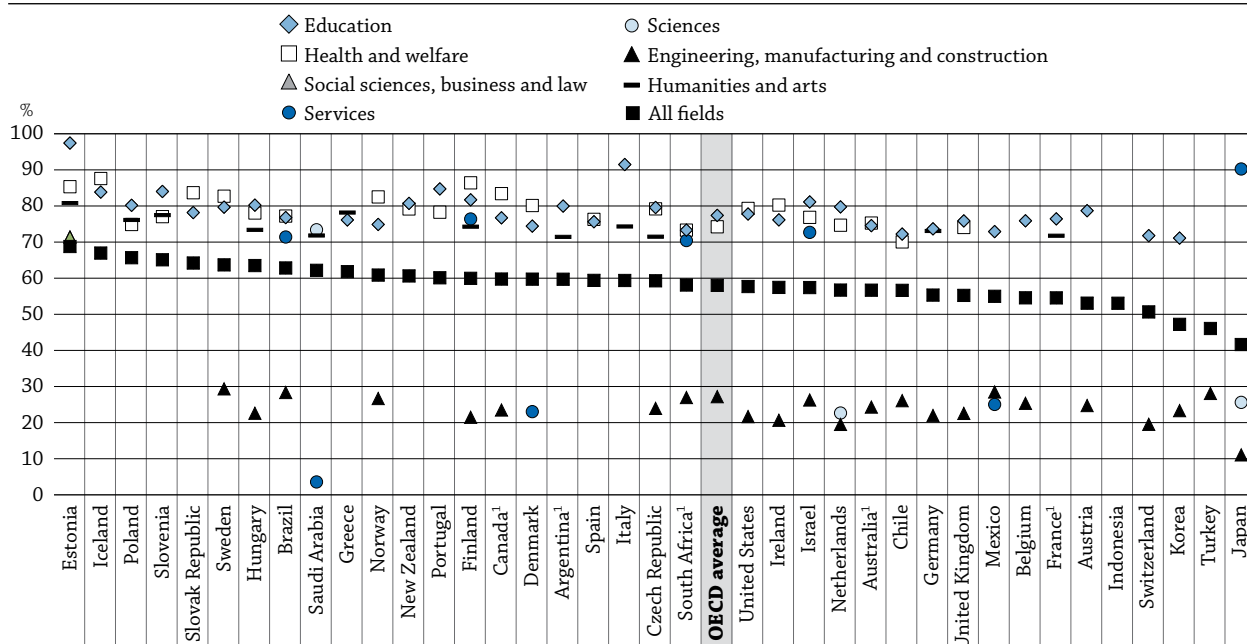 Education
Health and welfare
Social sciences, business and law
Services
Sciences
Engineering, manufacturing and construction
Humanities and arts
All fields
%
100
90
80
70
60
50
40
30
20
10
0
Estonia
Iceland
Poland
Slovenia
Slovak Republic
Sweden
Hungary
Brazil
Saudi Arabia
Greece
Norway
New Zealand
Portugal
Finland
Canada¹
Denmark
Argentina¹
Spain
Italy
Czech Republic
South Africa¹
OECD average
United States
Ireland
Israel
Netherlands
Australia¹
Chile
Germany
United Kingdom
Mexico
Belgium
France¹
Austria
Indonesia
Switzerland
Korea
Turkey
Japan